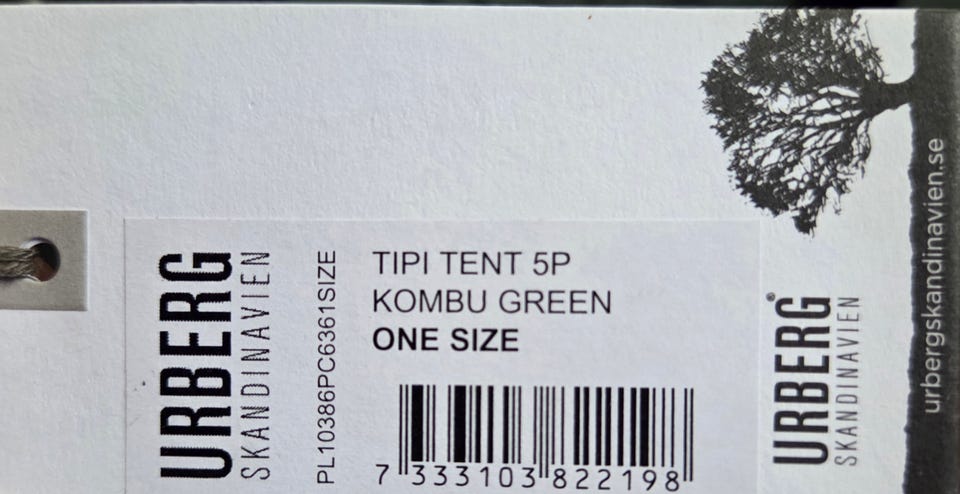 URBERG
SKANDINAVIEN
PL10386PC6361SIZE
TIPI TENT 5P
KOMBU GREEN
ONE SIZE
7 333103 822198
URBERG®
SKANDINAVIEN
urbergskandinavien.se